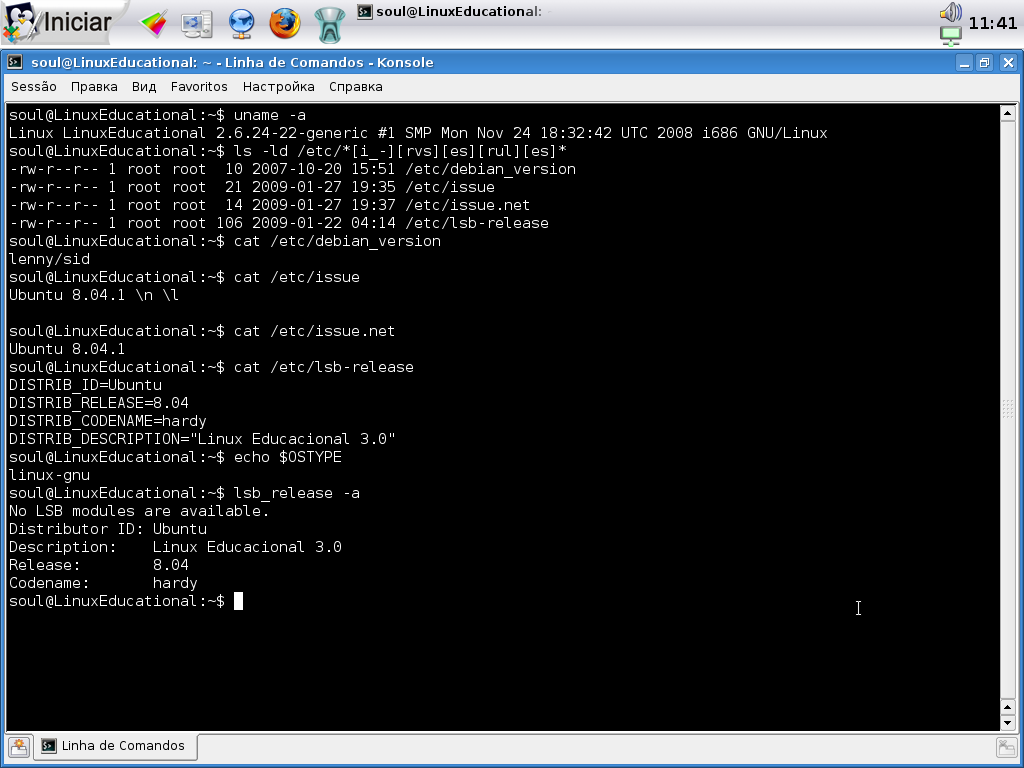 Iniciar
soul@LinuxEducational:
11:41
soul@LinuxEducational: ~ - Linha de Comandos - Konsole
Sessão Правка Вид Favoritos Настройка Справка
soul@LinuxEducational:~$ uname -a
Linux LinuxEducational 2.6.24-22-generic #1 SMP Mon Nov 24 18:32:42 UTC 2008 i686 GNU/Linux
soul@LinuxEducational:~$ ls -ld /etc/*[i_-][rvs][es][rul][es]*
-rw-r--r-- 1 root root  10 2007-10-20 15:51 /etc/debian_version
-rw-r--r-- 1 root root  21 2009-01-27 19:35 /etc/issue
-rw-r--r-- 1 root root  14 2009-01-27 19:37 /etc/issue.net
-rw-r--r-- 1 root root 106 2009-01-22 04:14 /etc/lsb-release
soul@LinuxEducational:~$ cat /etc/debian_version
lenny/sid
soul@LinuxEducational:~$ cat /etc/issue
Ubuntu 8.04.1 \n \l
soul@LinuxEducational:~$ cat /etc/issue.net
Ubuntu 8.04.1
soul@LinuxEducational:~$ cat /etc/lsb-release
DISTRIB_ID=Ubuntu
DISTRIB_RELEASE=8.04
DISTRIB_CODENAME=hardy
DISTRIB_DESCRIPTION="Linux Educacional 3.0"
soul@LinuxEducational:~$ echo $OSTYPE
linux-gnu
soul@LinuxEducational:~$ lsb_release -a
No LSB modules are available.
Distributor ID: Ubuntu
Description:    Linux Educacional 3.0
Release:        8.04
Codename:       hardy
soul@LinuxEducational:~$
Linha de Comandos